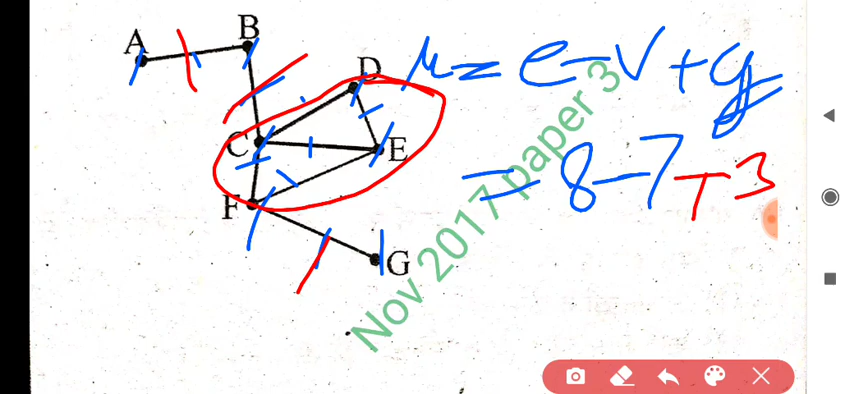 A
B
D
C
E
F
G
μ = e - v + g
= 8 - 7 + 3
Nov 2017 paper 3